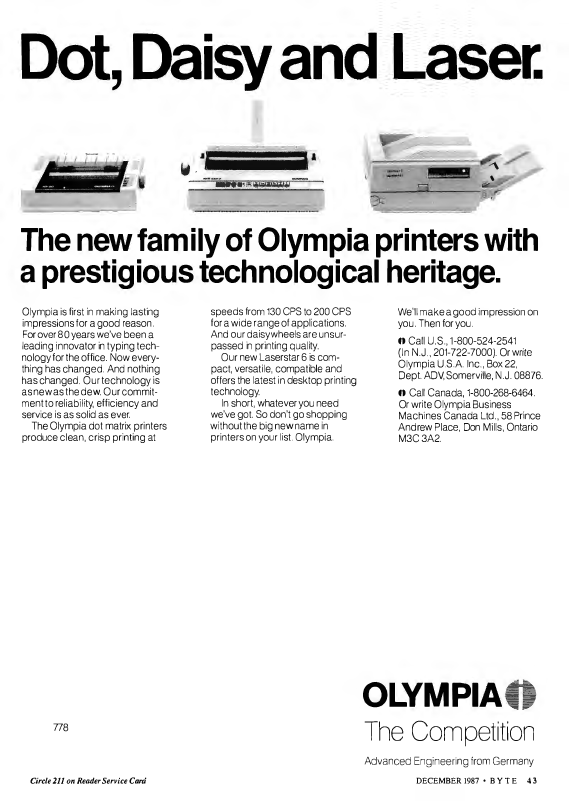 Dot, Daisy and Laser.
The new family of Olympia printers with
a prestigious technological heritage.
Olympia is first in making lasting
impressions for a good reason.
For over 80 years we've been a
leading innovator in typing tech-
nology for the office. Now every-
thing has changed. And nothing
has changed. Our technology is
as new as the dew. Our commit-
ment to reliability, efficiency and
service is as solid as ever.
The Olympia dot matrix printers
produce clean, crisp printing at
speeds from 130 CPS to 200 CPS
for a wide range of applications.
And our daisywheels are unsur-
passed in printing quality.
Our new Laserstar 6 is com-
pact, versatile, compatible and
offers the latest in desktop printing
technology.
In short, whatever you need
we've got. So don't go shopping
without the big new name in
printers on your list. Olympia.
We'll make a good impression on
you. Then for you.
Call U.S., 1-800-524-2541
(In N.J., 201-722-7000). Or write
Olympia U.S.A. Inc., Box 22,
Dept. ADV, Somerville, N.J. 08876.
Call Canada, 1-800-268-6464.
Or write Olympia Business
Machines Canada Ltd., 58 Prince
Andrew Place, Don Mills, Ontario
M3C 3A2.
OLYMPIA
The Competition
778
Advanced Engineering from Germany
Circle 211 on Reader Service Card
DECEMBER 1987 • BYTE 43